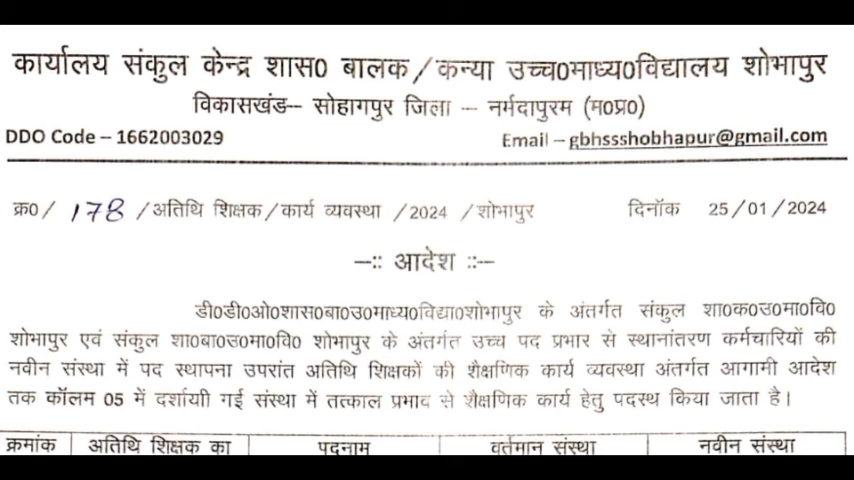 कार्यालय संकुल केन्द्र शास0 बालक/कन्या उच्च0माध्य0विद्यालय शोभापुर
विकासखंड-- सोहागपुर जिला – नर्मदापुरम (म0प्र0)
DDO Code – 1662003029 Email – gbhssshobhapur@gmail.com
क्र0/ 178 /अतिथि शिक्षक/कार्य व्यवस्था /2024 /शोभापुर दिनॉक 25/01/2024
–:: आदेश ::–
डी0डी0ओ0शास0बा0उ0माध्य0विद्या0शोभापुर के अंतर्गत संकुल शा0क0उ0मा0वि0
शोभापुर एवं संकुल शा0बा0उ0मा0वि0 शोभापुर के अंतर्गत उच्च पद प्रभार से स्थानांतरण कर्मचारियों की
नवीन संस्था में पद स्थापना उपरांत अतिथि शिक्षकों की शैक्षणिक कार्य व्यवस्था अंतर्गत आगामी आदेश
तक कॉलम 05 में दर्शायी गई संस्था में तत्काल प्रभाव से शैक्षणिक कार्य हेतु पदस्थ किया जाता है।
क्रमांक अतिथि शिक्षक का पदनाम वर्तमान संस्था नवीन संस्था